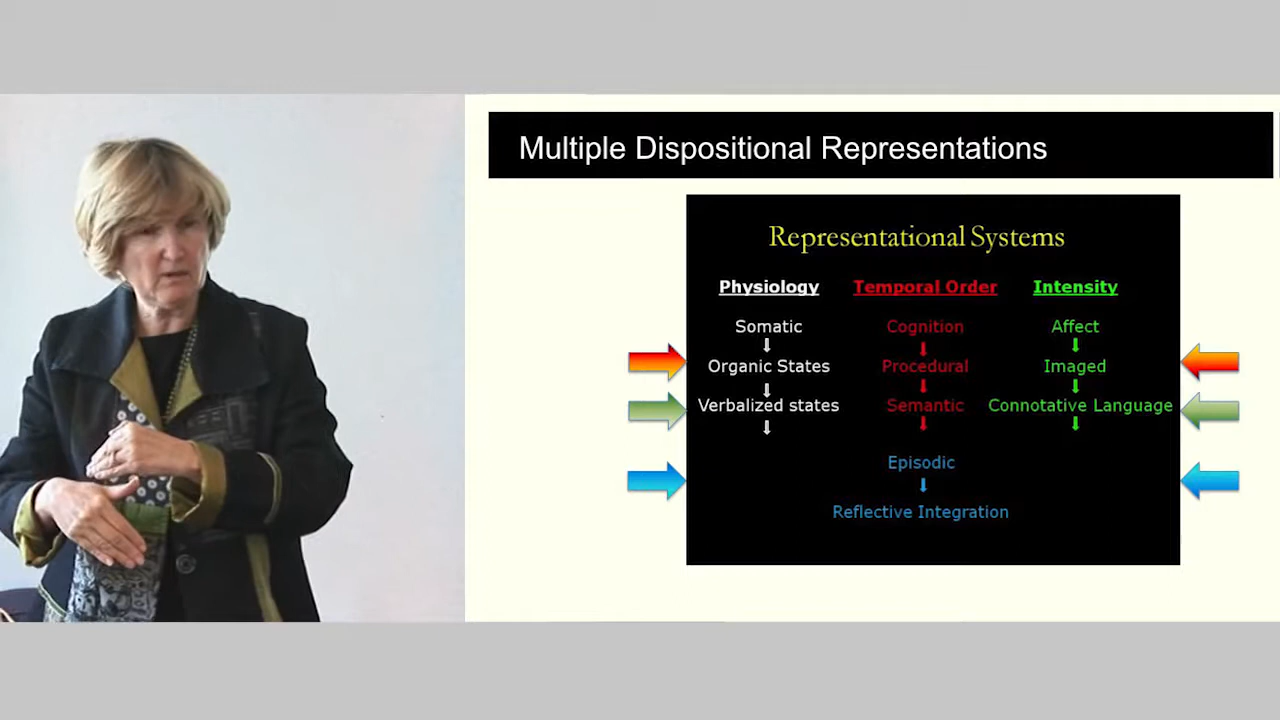 Multiple Dispositional Representations
Representational Systems
Physiology Temporal Order Intensity
Somatic Cognition Affect
Organic States Procedural Imaged
Verbalized states Semantic Connotative Language
Episodic
Reflective Integration